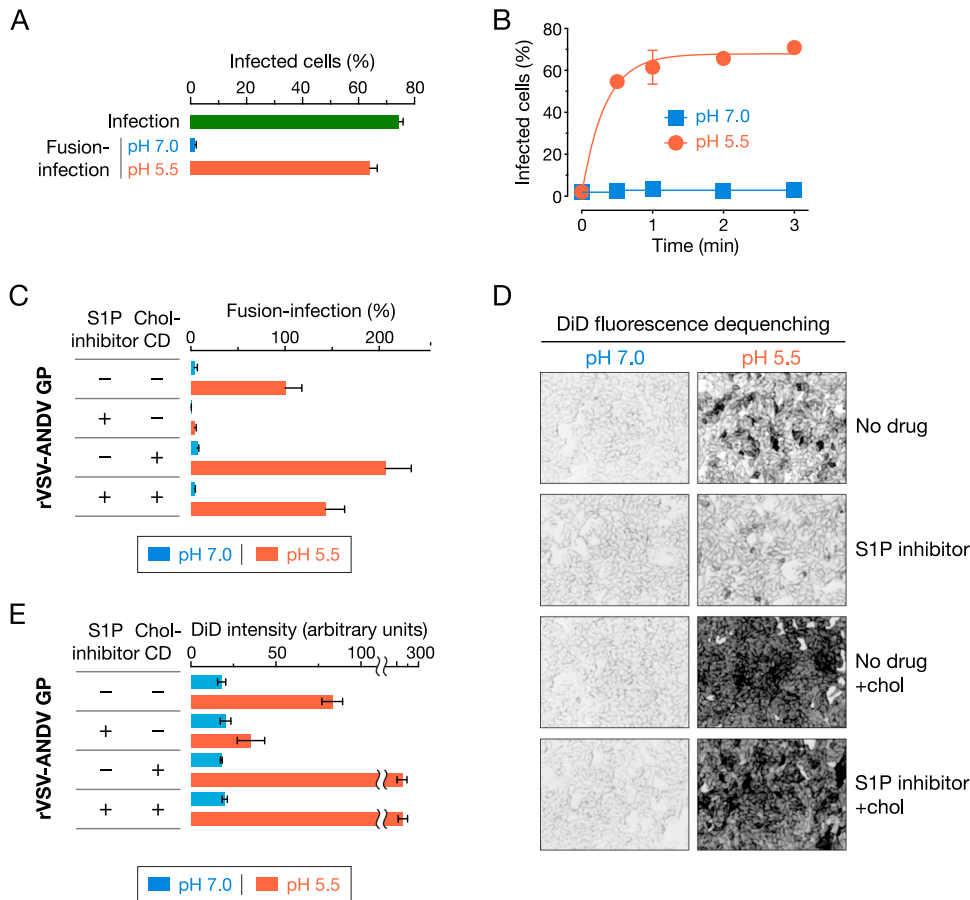 A
Infected cells (%)
0 20 40 60 80
Infection
Fusion-infection
pH 7.0
pH 5.5
B
Infected cells (%)
80
60
40
20
0
pH 7.0
pH 5.5
0 1 2 3
Time (min)
C
S1P inhibitor
Chol-CD
Fusion-infection (%)
0 100 200
rVSV-ANDV GP
− −
+ −
− +
+ +
pH 7.0 | pH 5.5
D
DiD fluorescence dequenching
pH 7.0 pH 5.5
No drug
S1P inhibitor
No drug
+chol
S1P inhibitor
+chol
E
S1P inhibitor
Chol-CD
DiD intensity (arbitrary units)
0 50 100 300
rVSV-ANDV GP
− −
+ −
− +
+ +
pH 7.0 | pH 5.5